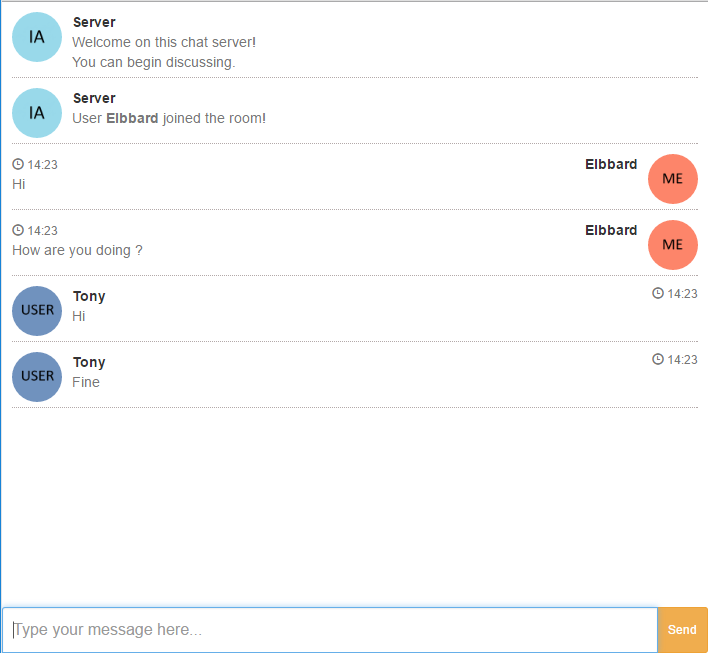 IA
Server
Welcome on this chat server!
You can begin discussing.
IA
Server
User Elbbard joined the room!
14:23
Elbbard
ME
Hi
14:23
Elbbard
ME
How are you doing ?
USER
Tony
14:23
Hi
USER
Tony
14:23
Fine
Type your message here...
Send